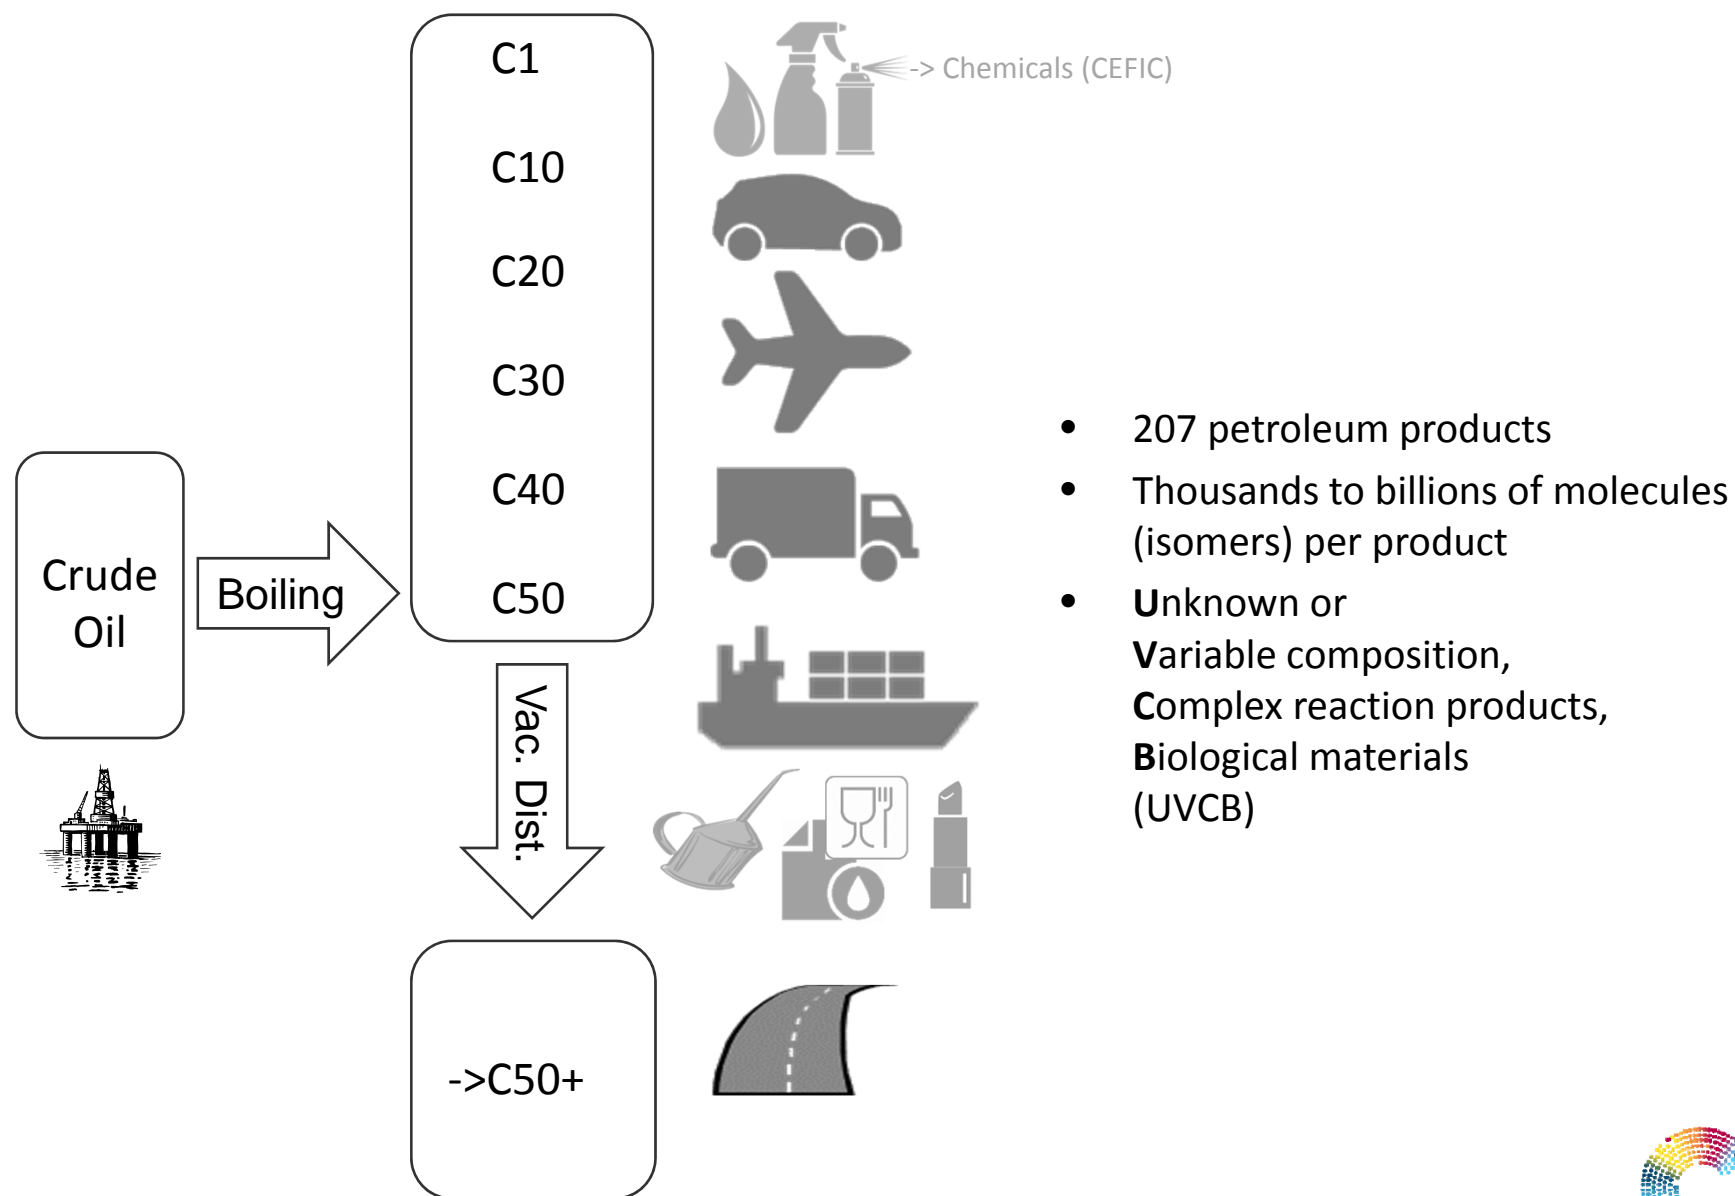 C1
C10
C20
C30
C40
C50
-> Chemicals (CEFIC)
Crude
Oil
Boiling
Vac. Dist.
->C50+
• 207 petroleum products
• Thousands to billions of molecules
(isomers) per product
• Unknown or
Variable composition,
Complex reaction products,
Biological materials
(UVCB)